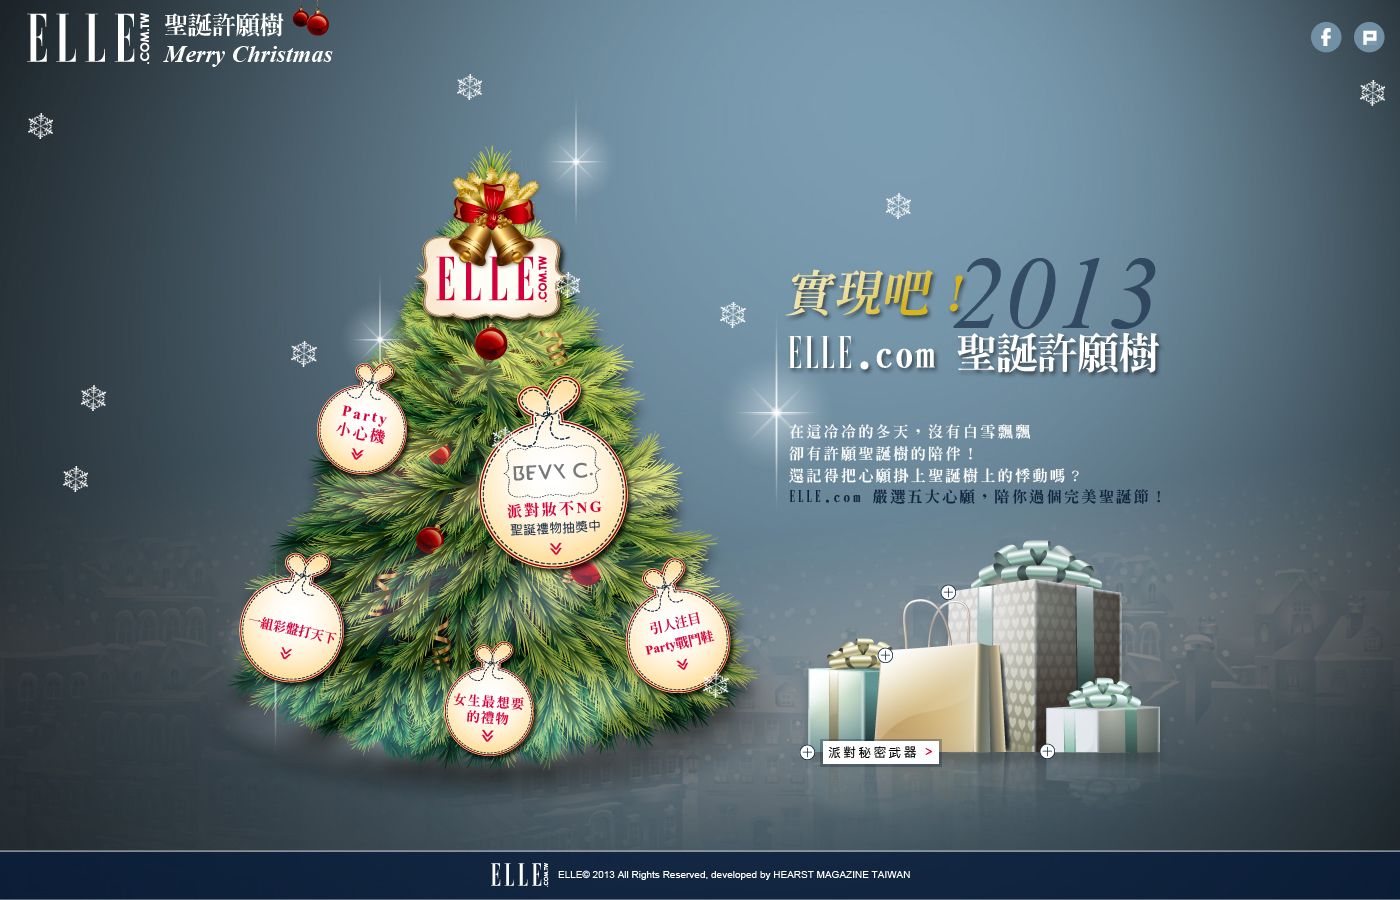 ELLE.COM.TW
聖誕許願樹
Merry Christmas
ELLE.COM.TW
Party
小心機
BEVY C.
派對妝不NG
聖誕禮物抽獎中
一組彩盤打天下
引人注目
Party戰鬥鞋
女生最想要
的禮物
實現吧！2013
ELLE.com 聖誕許願樹
在這冷冷的冬天，沒有白雪飄飄
卻有許願聖誕樹的陪伴！
還記得把心願掛上聖誕樹上的悸動嗎？
ELLE.com 嚴選五大心願，陪你過個完美聖誕節！
派對秘密武器 >
ELLE.COM.TW ELLE© 2013 All Rights Reserved, developed by HEARST MAGAZINE TAIWAN